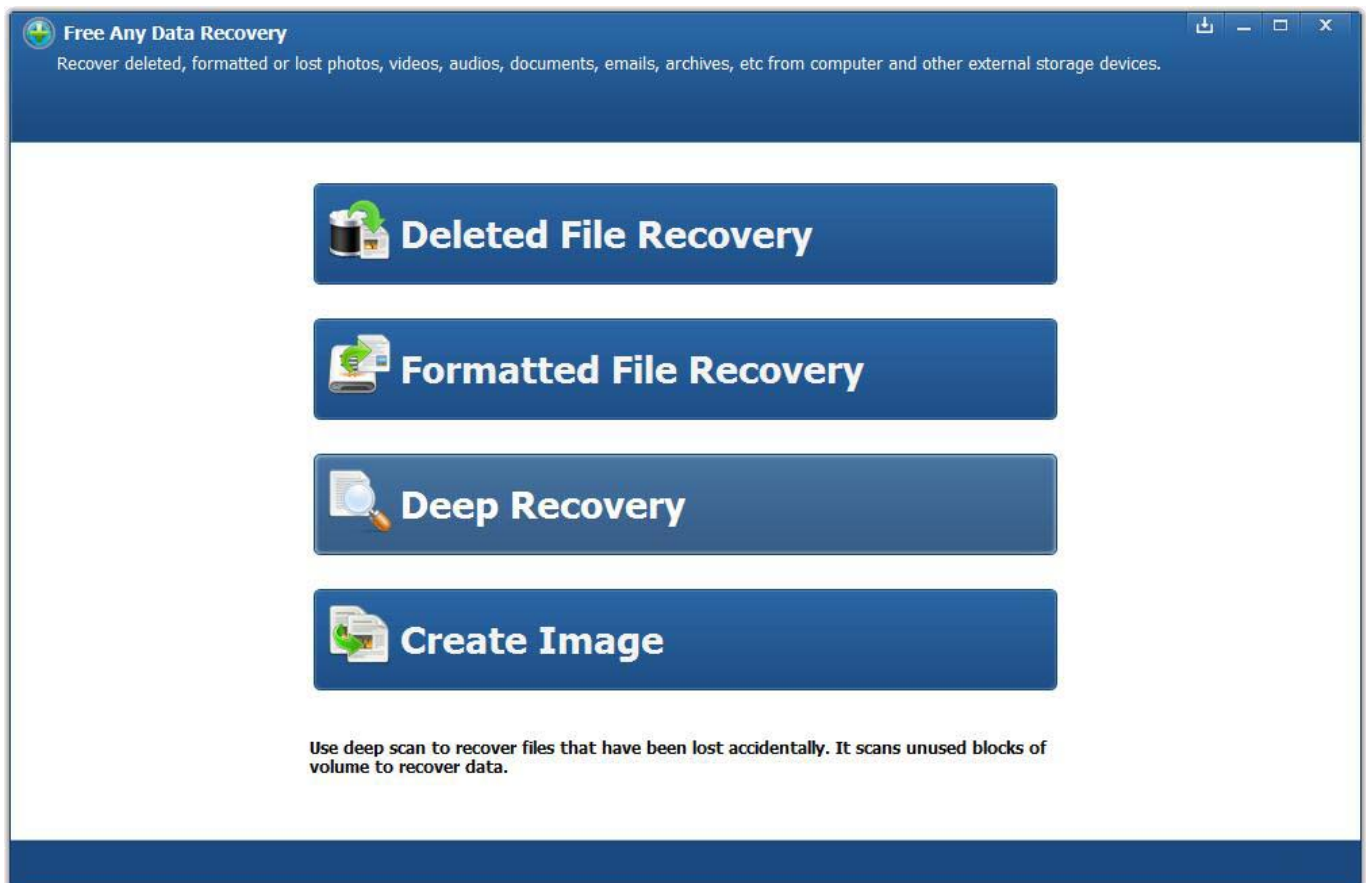 Free Any Data Recovery
Recover deleted, formatted or lost photos, videos, audios, documents, emails, archives, etc from computer and other external storage devices.
Deleted File Recovery
Formatted File Recovery
Deep Recovery
Create Image
Use deep scan to recover files that have been lost accidentally. It scans unused blocks of
volume to recover data.